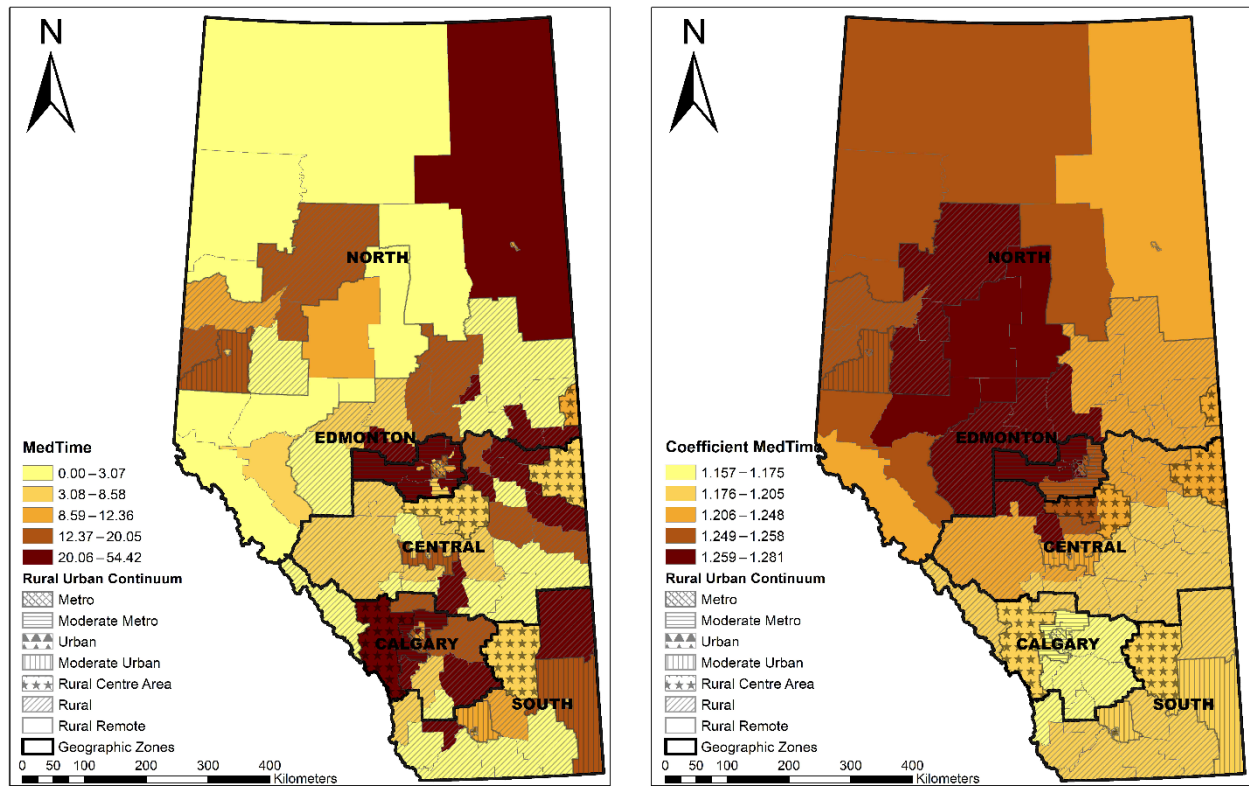 N
NORTH
EDMONTON
CENTRAL
CALGARY
SOUTH
MedTime
0.00–3.07
3.08–8.58
8.59–12.36
12.37–20.05
20.06–54.42
Rural Urban Continuum
Metro
Moderate Metro
Urban
Moderate Urban
Rural Centre Area
Rural
Rural Remote
Geographic Zones
0 50 100 200 300 400
Kilometers
N
NORTH
EDMONTON
CENTRAL
CALGARY
SOUTH
Coefficient MedTime
1.157–1.175
1.176–1.205
1.206–1.248
1.249–1.258
1.259–1.281
Rural Urban Continuum
Metro
Moderate Metro
Urban
Moderate Urban
Rural Centre Area
Rural
Rural Remote
Geographic Zones
0 50 100 200 300 400
Kilometers